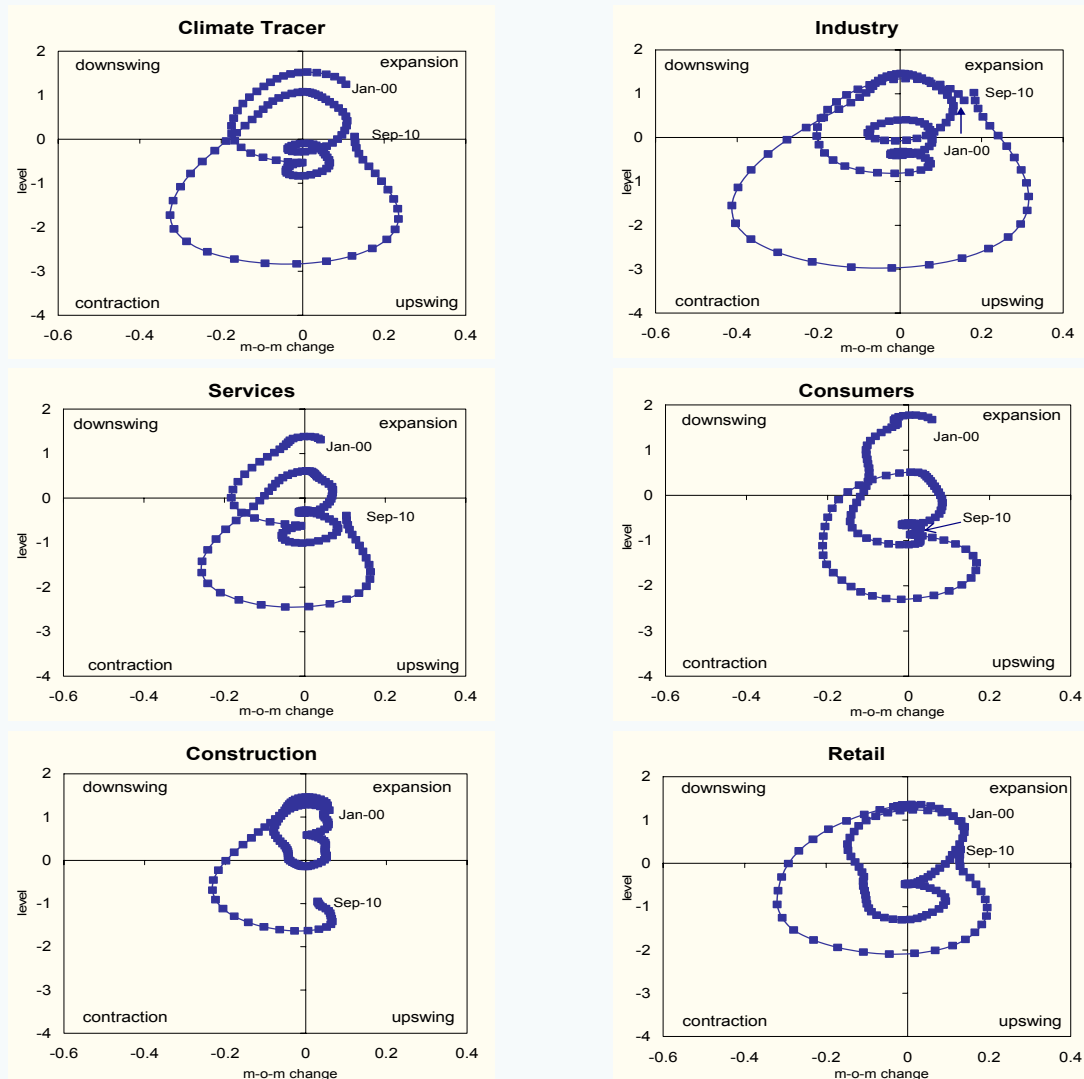 Climate Tracer
2
downswing
expansion
1
Jan-00
0
Sep-10
-1
level
-2
-3
contraction
upswing
-4
-0.6
-0.4
-0.2
0
0.2
0.4
m-o-m change
Industry
2
downswing
expansion
1
Sep-10
0
Jan-00
-1
level
-2
-3
contraction
upswing
-4
-0.6
-0.4
-0.2
0
0.2
0.4
m-o-m change
Services
2
downswing
expansion
1
Jan-00
0
Sep-10
-1
level
-2
-3
contraction
upswing
-4
-0.6
-0.4
-0.2
0
0.2
0.4
m-o-m change
Consumers
2
downswing
expansion
Jan-00
1
0
Sep-10
-1
level
-2
-3
contraction
upswing
-4
-0.6
-0.4
-0.2
0
0.2
0.4
m-o-m change
Construction
2
downswing
expansion
1
Jan-00
0
level
-1
Sep-10
-2
-3
contraction
upswing
-4
-0.6
-0.4
-0.2
0
0.2
0.4
m-o-m change
Retail
2
downswing
expansion
1
Jan-00
Sep-10
0
level
-1
-2
-3
contraction
upswing
-4
-0.6
-0.4
-0.2
0
0.2
0.4
m-o-m change